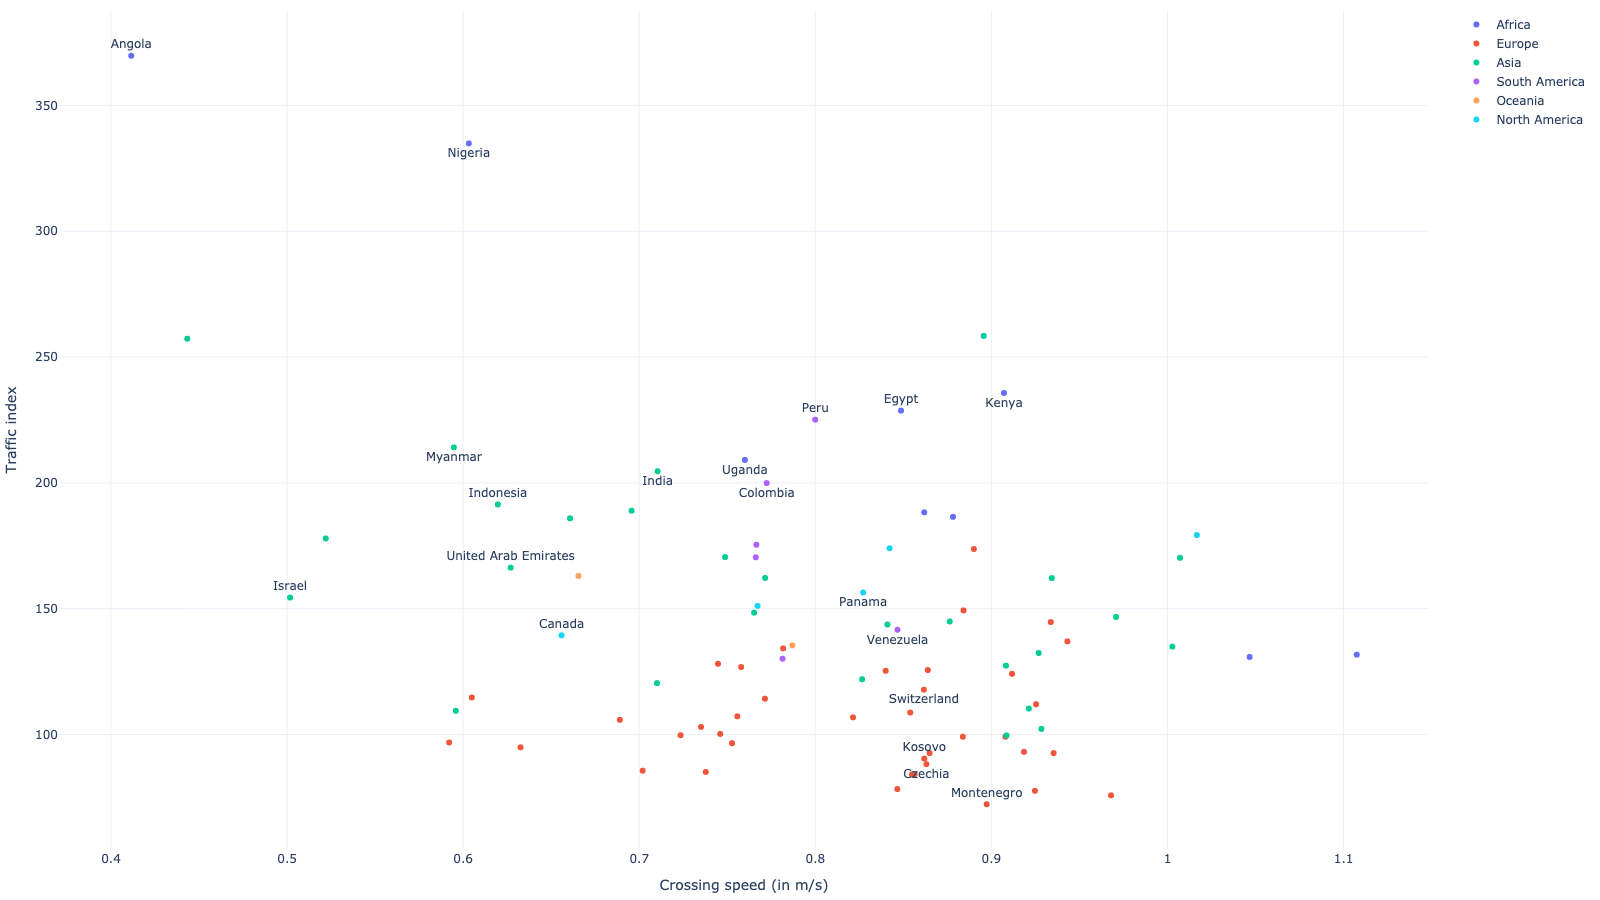 Angola
Africa
Europe
Asia
South America
Oceania
North America
350
Nigeria
300
250
Egypt
Kenya
Peru
Myanmar
Uganda
India
200
Indonesia
Colombia
United Arab Emirates
Israel
Panama
150
Canada
Venezuela
Switzerland
100
Kosovo
Czechia
Montenegro
Traffic index
0.4
0.5
0.6
0.7
0.8
0.9
1
1.1
Crossing speed (in m/s)